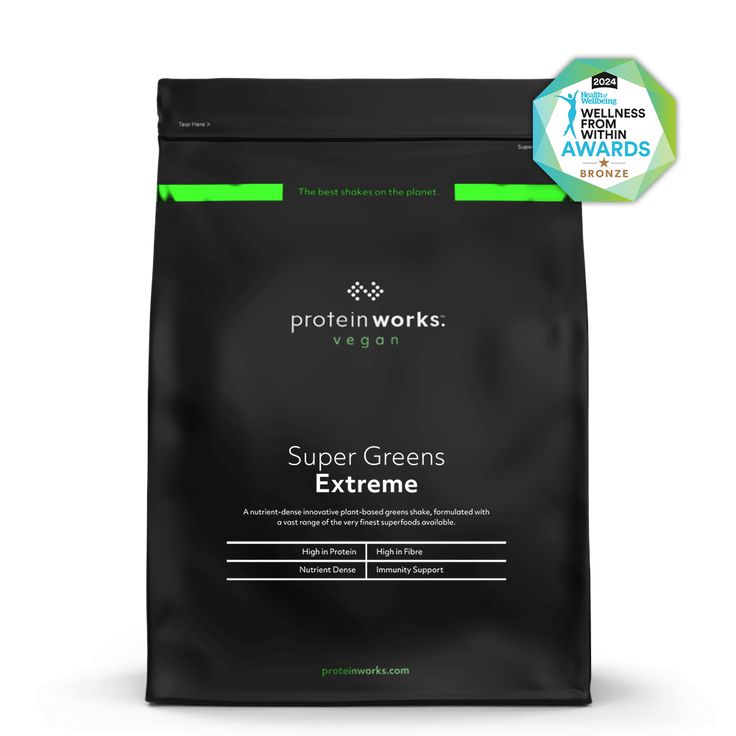 2024
Health &
Wellbeing
WELLNESS
FROM
WITHIN
AWARDS
BRONZE
Tear Here >
Super
The best shakes on the planet.
protein works.™
vegan
Super Greens
Extreme
A nutrient-dense innovative plant-based greens shake, formulated with
a vast range of the very finest superfoods available.
High in Protein High in Fibre
Nutrient Dense Immunity Support
proteinworks.com